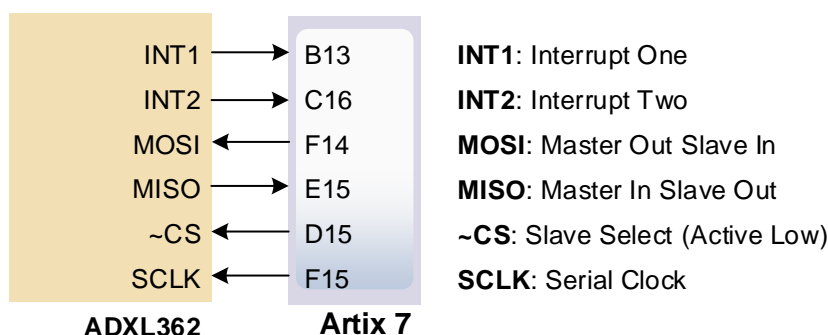 INT1 B13 INT1: Interrupt One
INT2 C16 INT2: Interrupt Two
MOSI F14 MOSI: Master Out Slave In
MISO E15 MISO: Master In Slave Out
~CS D15 ~CS: Slave Select (Active Low)
SCLK F15 SCLK: Serial Clock
ADXL362 Artix 7